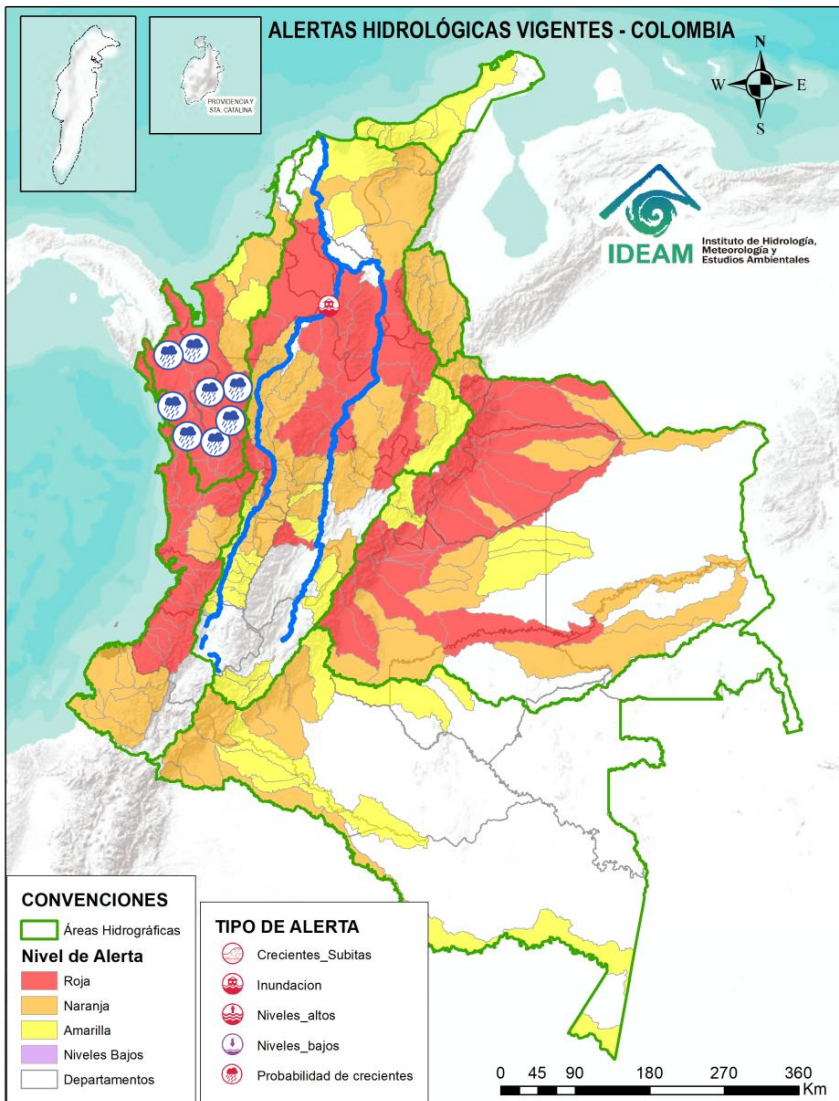 ALERTAS HIDROLÓGICAS VIGENTES - COLOMBIA
PROVIDENCIA Y
STA. CATALINA
N
W
E
S
IDEAM
Instituto de Hidrología,
Meteorología y
Estudios Ambientales
CONVENCIONES
Áreas Hidrográficas
Nivel de Alerta
Roja
Naranja
Amarilla
Niveles Bajos
Departamentos
TIPO DE ALERTA
Crecientes_Subitas
Inundacion
Niveles_altos
Niveles_bajos
Probabilidad de crecientes
0 45 90 180 270 360
Km